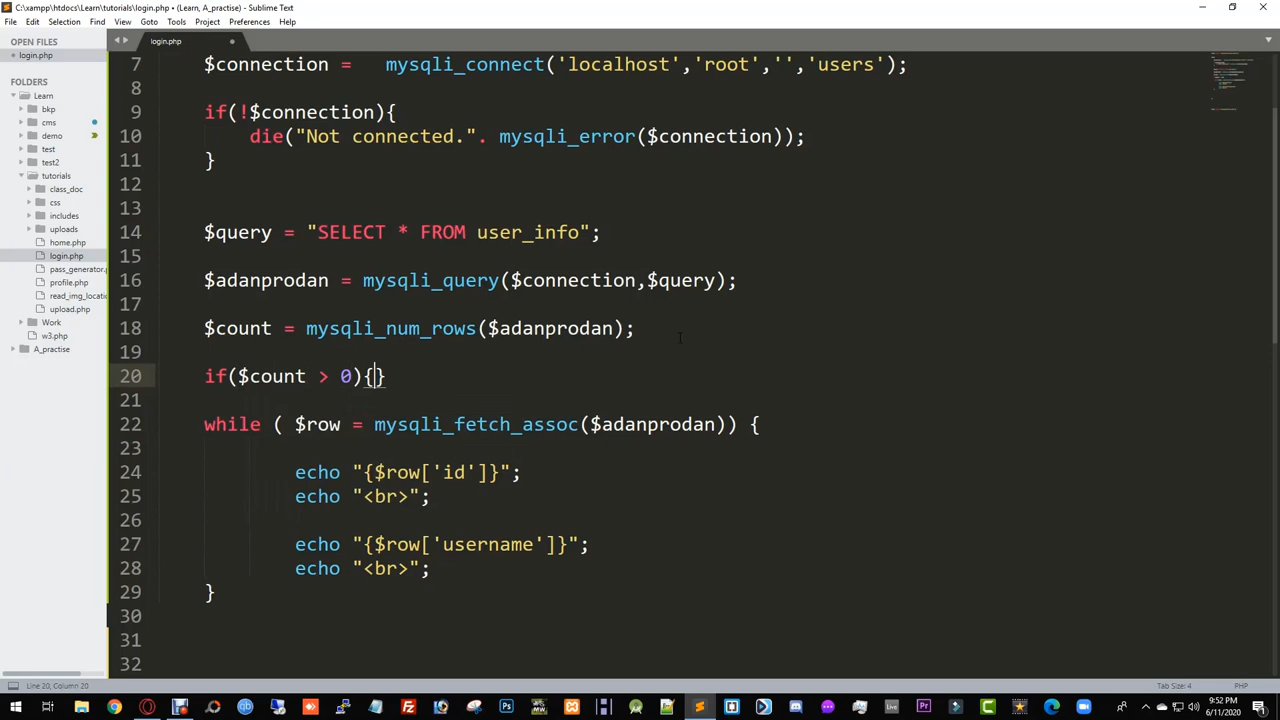 C:\xampp\htdocs\Learn\tutorials\login.php • (Learn, A_practise) - Sublime Text
File Edit Selection Find View Goto Tools Project Preferences Help
OPEN FILES
login.php
FOLDERS
Learn
bkp
cms
demo
test
test2
tutorials
class_doc
css
includes
uploads
home.php
login.php
pass_generator.
profile.php
read_img_locatio
upload.php
Work
w3.php
A_practise
login.php
7 $connection = mysqli_connect('localhost','root','','users');
8
9 if(!$connection){
10 die("Not connected.". mysqli_error($connection));
11 }
12
13
14 $query = "SELECT * FROM user_info";
15
16 $adanprodan = mysqli_query($connection,$query);
17
18 $count = mysqli_num_rows($adanprodan);
19
20 if($count > 0){}
21
22 while ( $row = mysqli_fetch_assoc($adanprodan)) {
23
24 echo "{$row['id']}";
25 echo "<br>";
26
27 echo "{$row['username']}";
28 echo "<br>";
29 }
30
31
32
Line 20, Column 20
Tab Size: 4
PHP
9:52 PM
6/11/2020